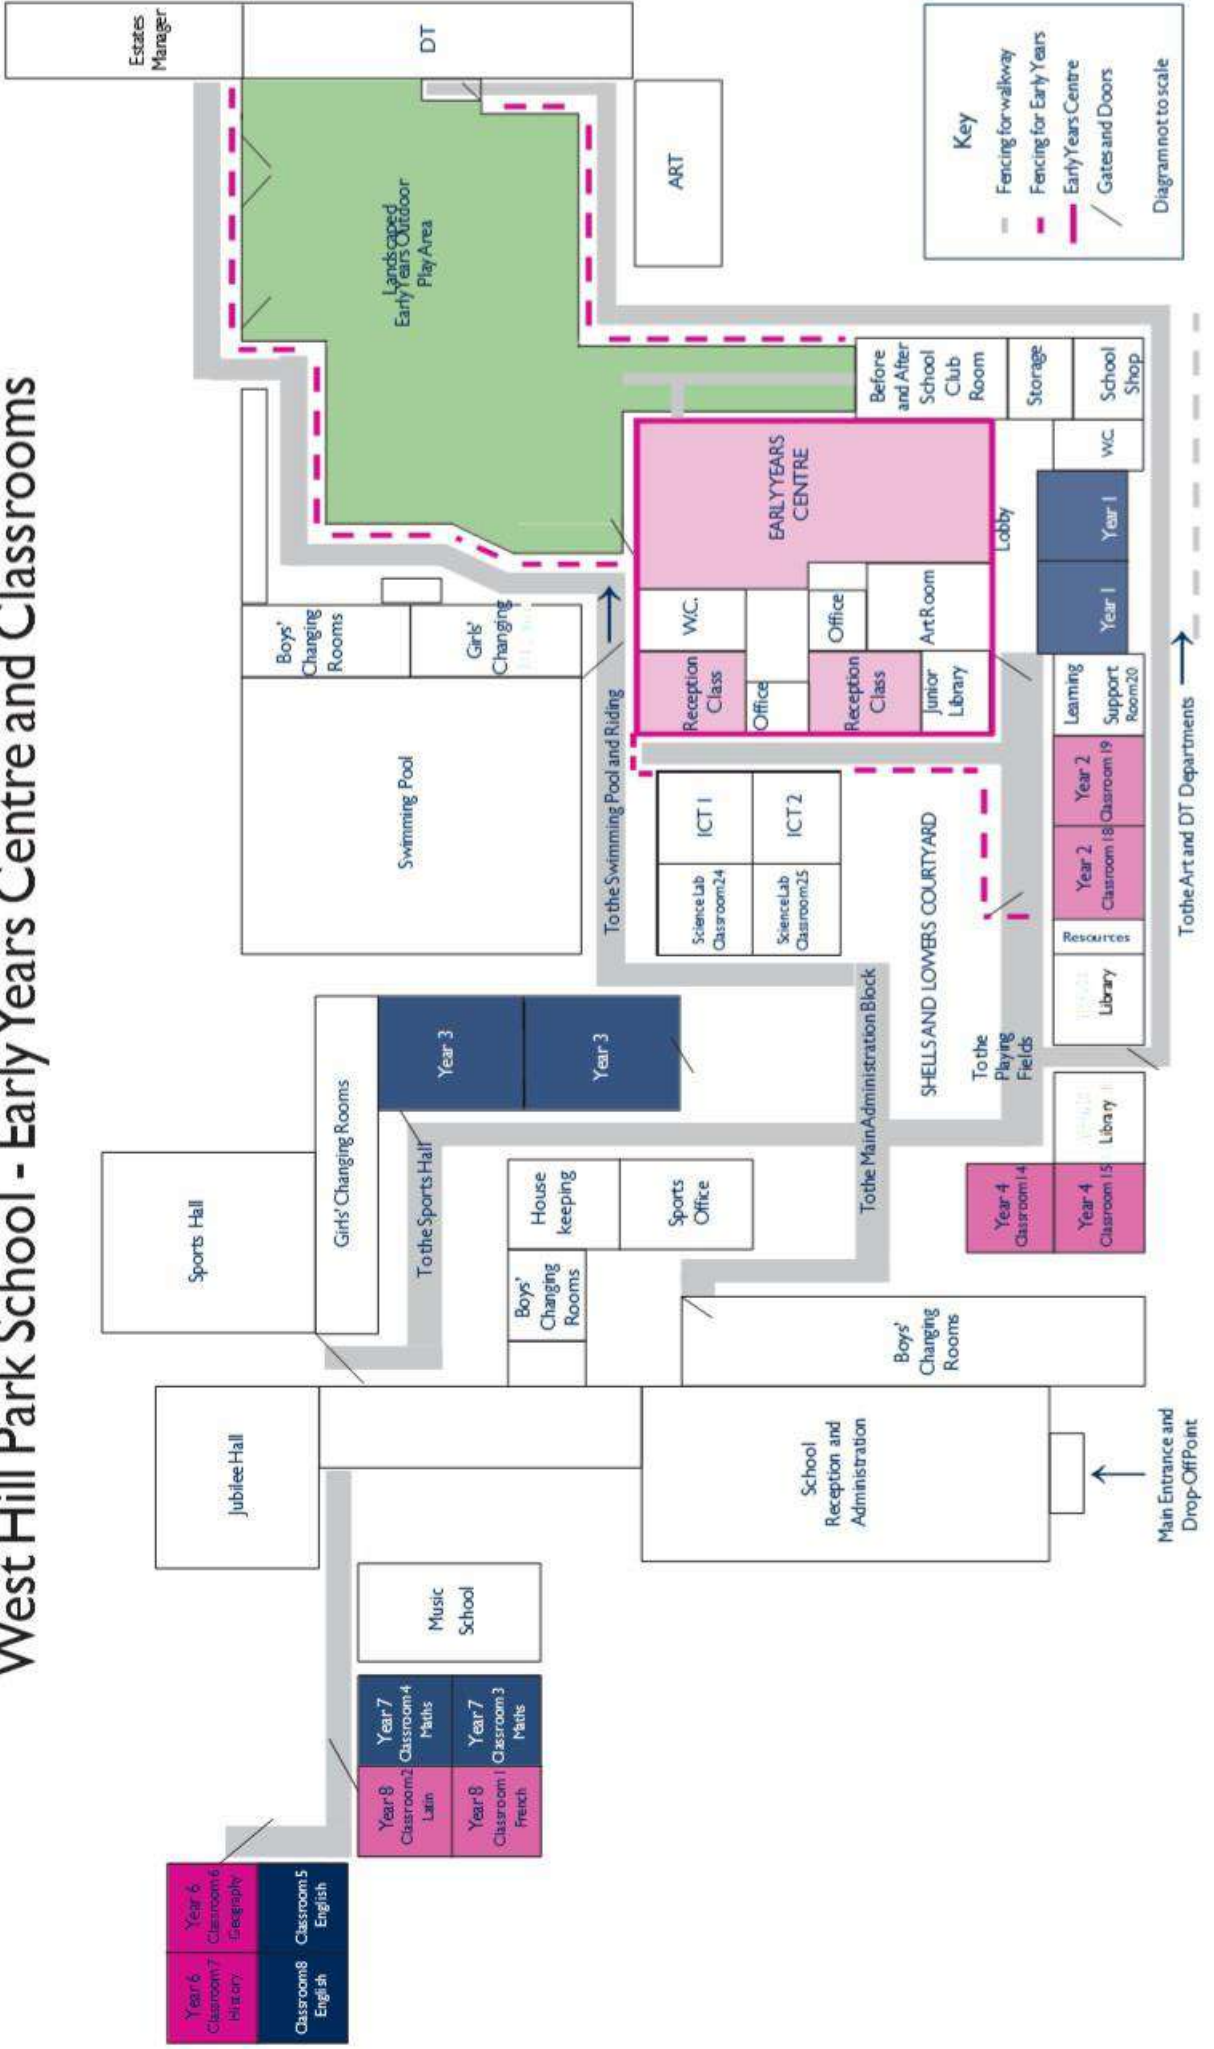 West Hill Park School - Early Years Centre and Classrooms
Year 6
Classroom 7
History
Year 6
Classroom 6
Geography
Classroom 8
English
Classroom 5
English
Year 8
Classroom 2
Latin
Year 7
Classroom 4
Maths
Year 8
Classroom 1
French
Year 7
Classroom 3
Maths
Music
School
Jubilee Hall
School
Reception and
Administration
Main Entrance and
Drop-Off Point
Sports Hall
Girls' Changing Rooms
To the Sports Hall
Boys'
Changing
Rooms
House
keeping
Sports
Office
Boys'
Changing
Rooms
Year 3
Year 3
To the Main Administration Block
Year 4
Classroom 14
Year 4
Classroom 15
Library
To the
Playing
Fields
SHELLS AND LOWERS COURTYARD
Library
Resources
Year 2
Classroom 18
Year 2
Classroom 19
Learning
Support
Room 20
To the Art and DT Departments
Swimming Pool
Boys'
Changing
Rooms
Girls'
Changing
To the Swimming Pool and Riding
Science Lab
Classroom 24
ICT 1
Science Lab
Classroom 25
ICT 2
Reception
Class
W.C.
Office
Reception
Class
Office
Junior
Library
Art Room
EARLY YEARS
CENTRE
Lobby
Year 1
Year 1
W.C.
Before
and After
School
Club
Room
Storage
School
Shop
Landscaped
Early Years Outdoor
Play Area
Estates
Manager
DT
ART
Key
Fencing for walkway
Fencing for Early Years
Early Years Centre
Gates and Doors
Diagram not to scale